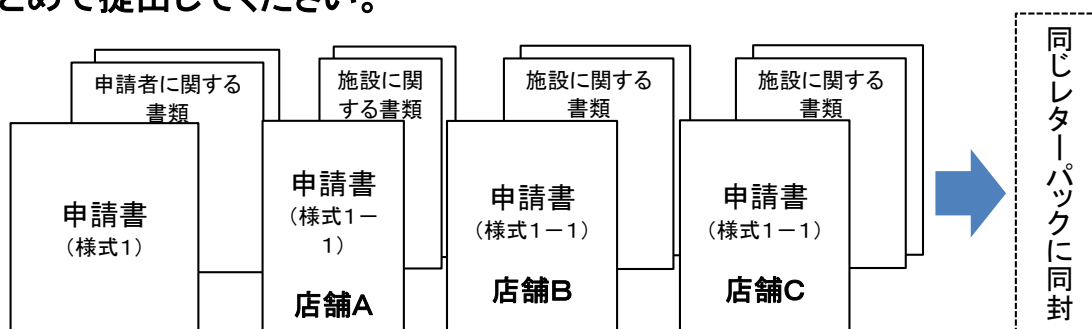 とめて提出してください。
申請者に関する
書類
申請書
（様式1）
施設に関
する書類
申請書
（様式1－
1）
店舗A
施設に関する
書類
申請書
（様式1－1）
店舗B
施設に関する
書類
申請書
（様式1－1）
店舗C
同じレターパックに同封